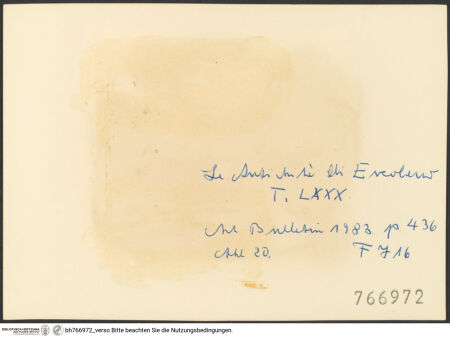 Le Antichità di Ercolano
T. LXXX.
Art Bulletin 1983 p 436
Abb 20. F 716
766972
BIBLIOTHECA HERTZIANA
bh766972_verso Bitte beachten Sie die Nutzungsbedingungen.